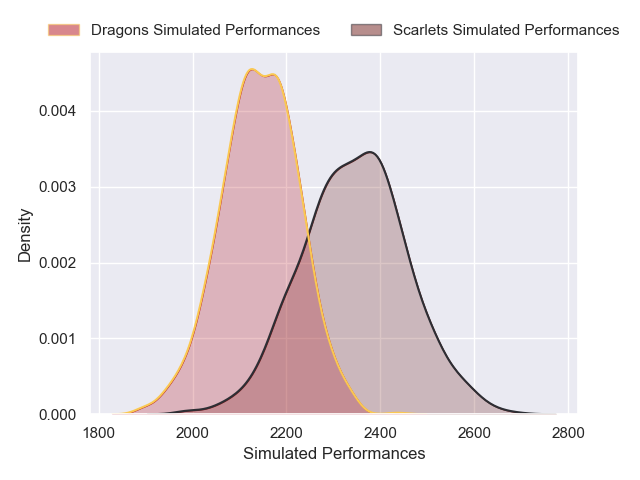 Dragons Simulated Performances
Scarlets Simulated Performances
Density
0.004
0.003
0.002
0.001
0.000
1800 2000 2200 2400 2600 2800
Simulated Performances